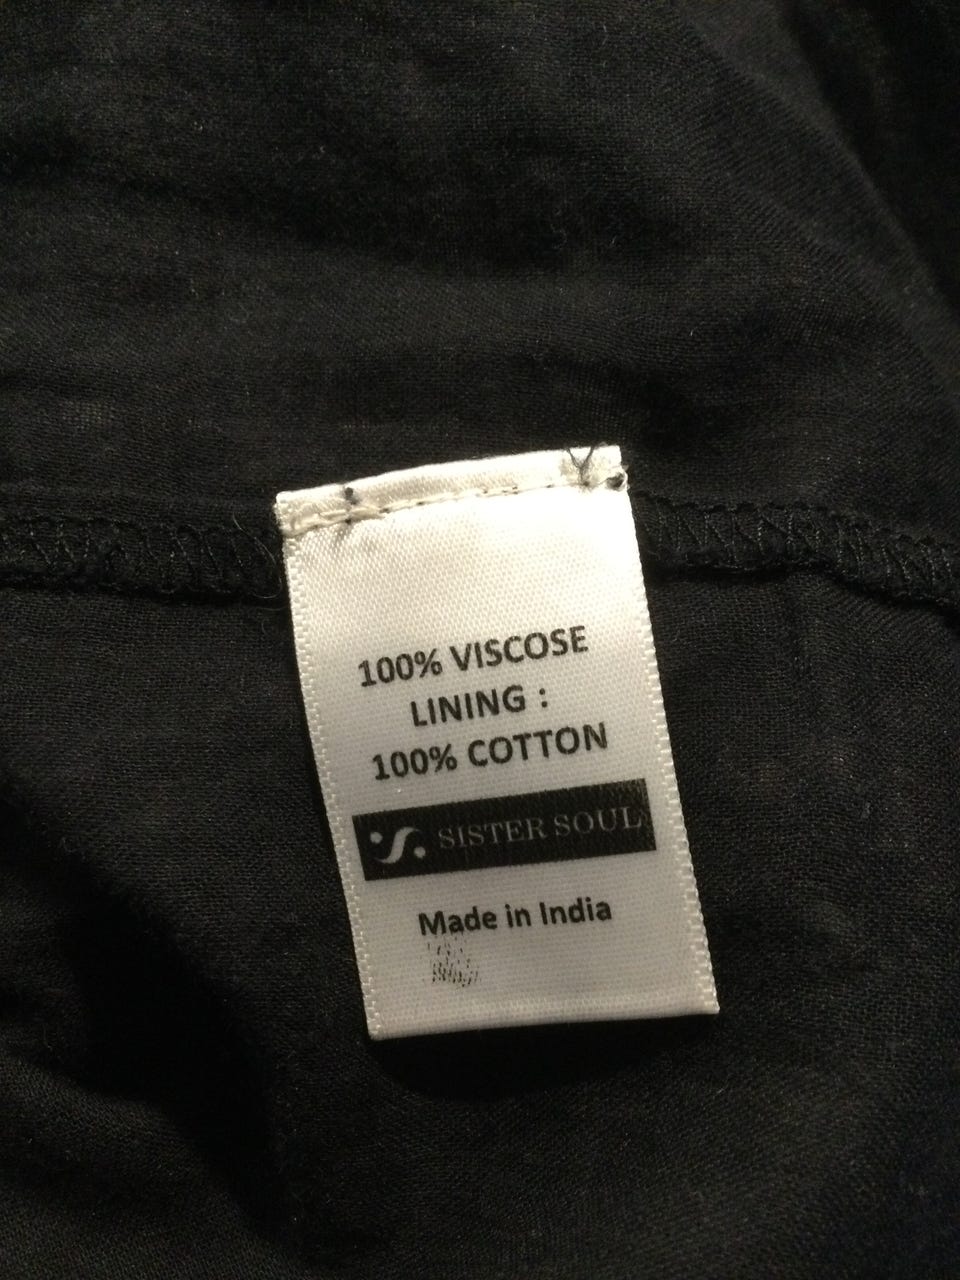 100% VISCOSE
LINING :
100% COTTON
SISTER SOUL
Made in India